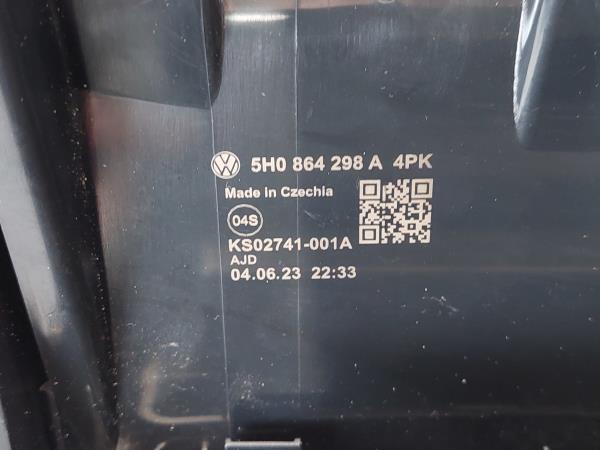 5H0 864 298 A 4PK
Made in Czechia
04S
KS02741-001A
AJD
04.06.23 22:33